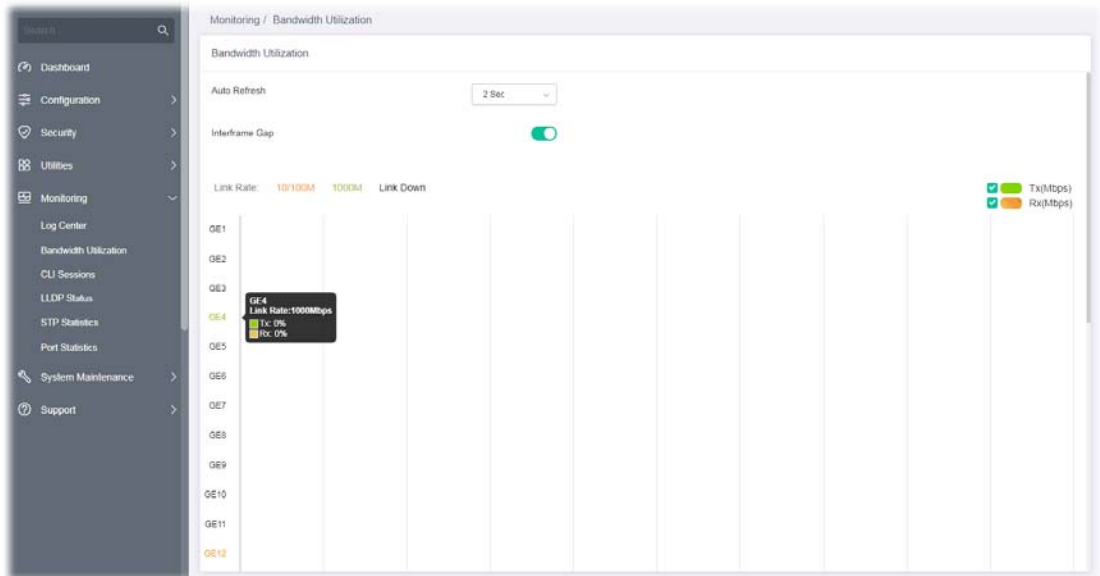 Monitoring / Bandwidth Utilization
Dashboard
Configuration
Security
Utilities
Monitoring
Log Center
Bandwidth Utilization
CLI Sessions
LLDP Status
STP Statistics
Port Statistics
System Maintenance
Support
Bandwidth Utilization
Auto Refresh
2 Sec
Interframe Gap
Link Rate: 10/100M 1000M Link Down
Tx(Mbps)
Rx(Mbps)
GE1
GE2
GE3
GE4
GE4
Link Rate:1000Mbps
Tx: 0%
Rx: 0%
GE5
GE6
GE7
GE8
GE9
GE10
GE11
GE12